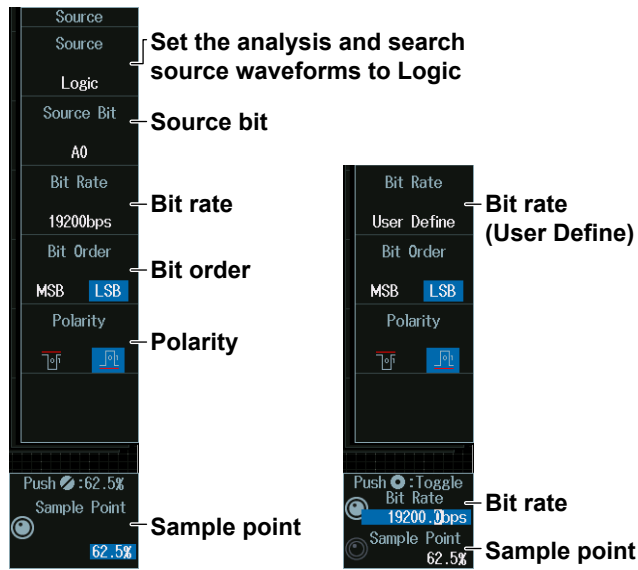 Source
Source
Set the analysis and search
source waveforms to Logic
Logic
Source Bit
Source bit
A0
Bit Rate
Bit rate
19200bps
Bit Order
Bit order
MSB LSB
Polarity
Polarity
Push :62.5%
Sample Point
Sample point
62.5%
Bit Rate
Bit rate
(User Define)
User Define
Bit Order
MSB LSB
Polarity
Push :Toggle
Bit Rate
Bit rate
19200.0bps
Sample Point
Sample point
62.5%